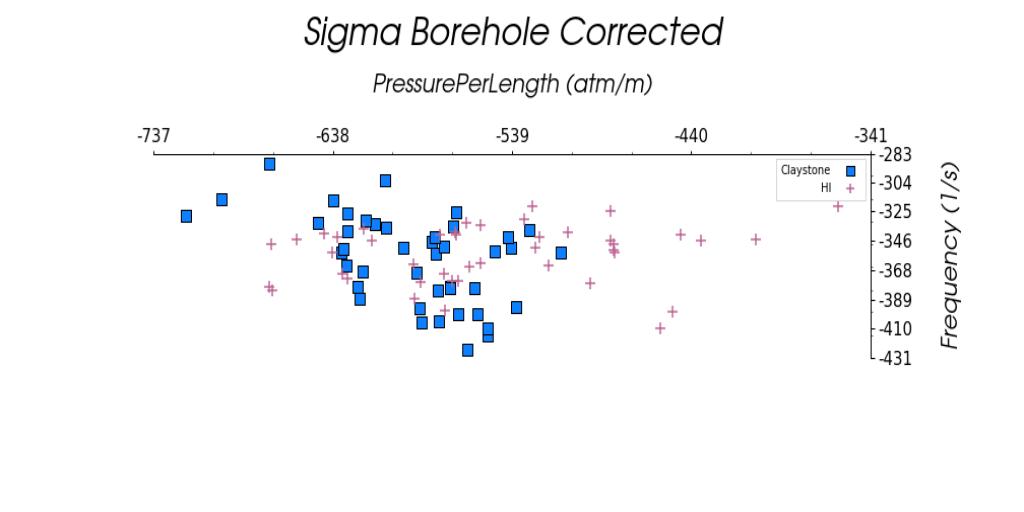 Sigma Borehole Corrected
PressurePerLength (atm/m)
-737 -638 -539 -440 -341
-283
Claystone
-304
HI
-325
-346
-368
-389
-410
-431
Frequency (1/s)